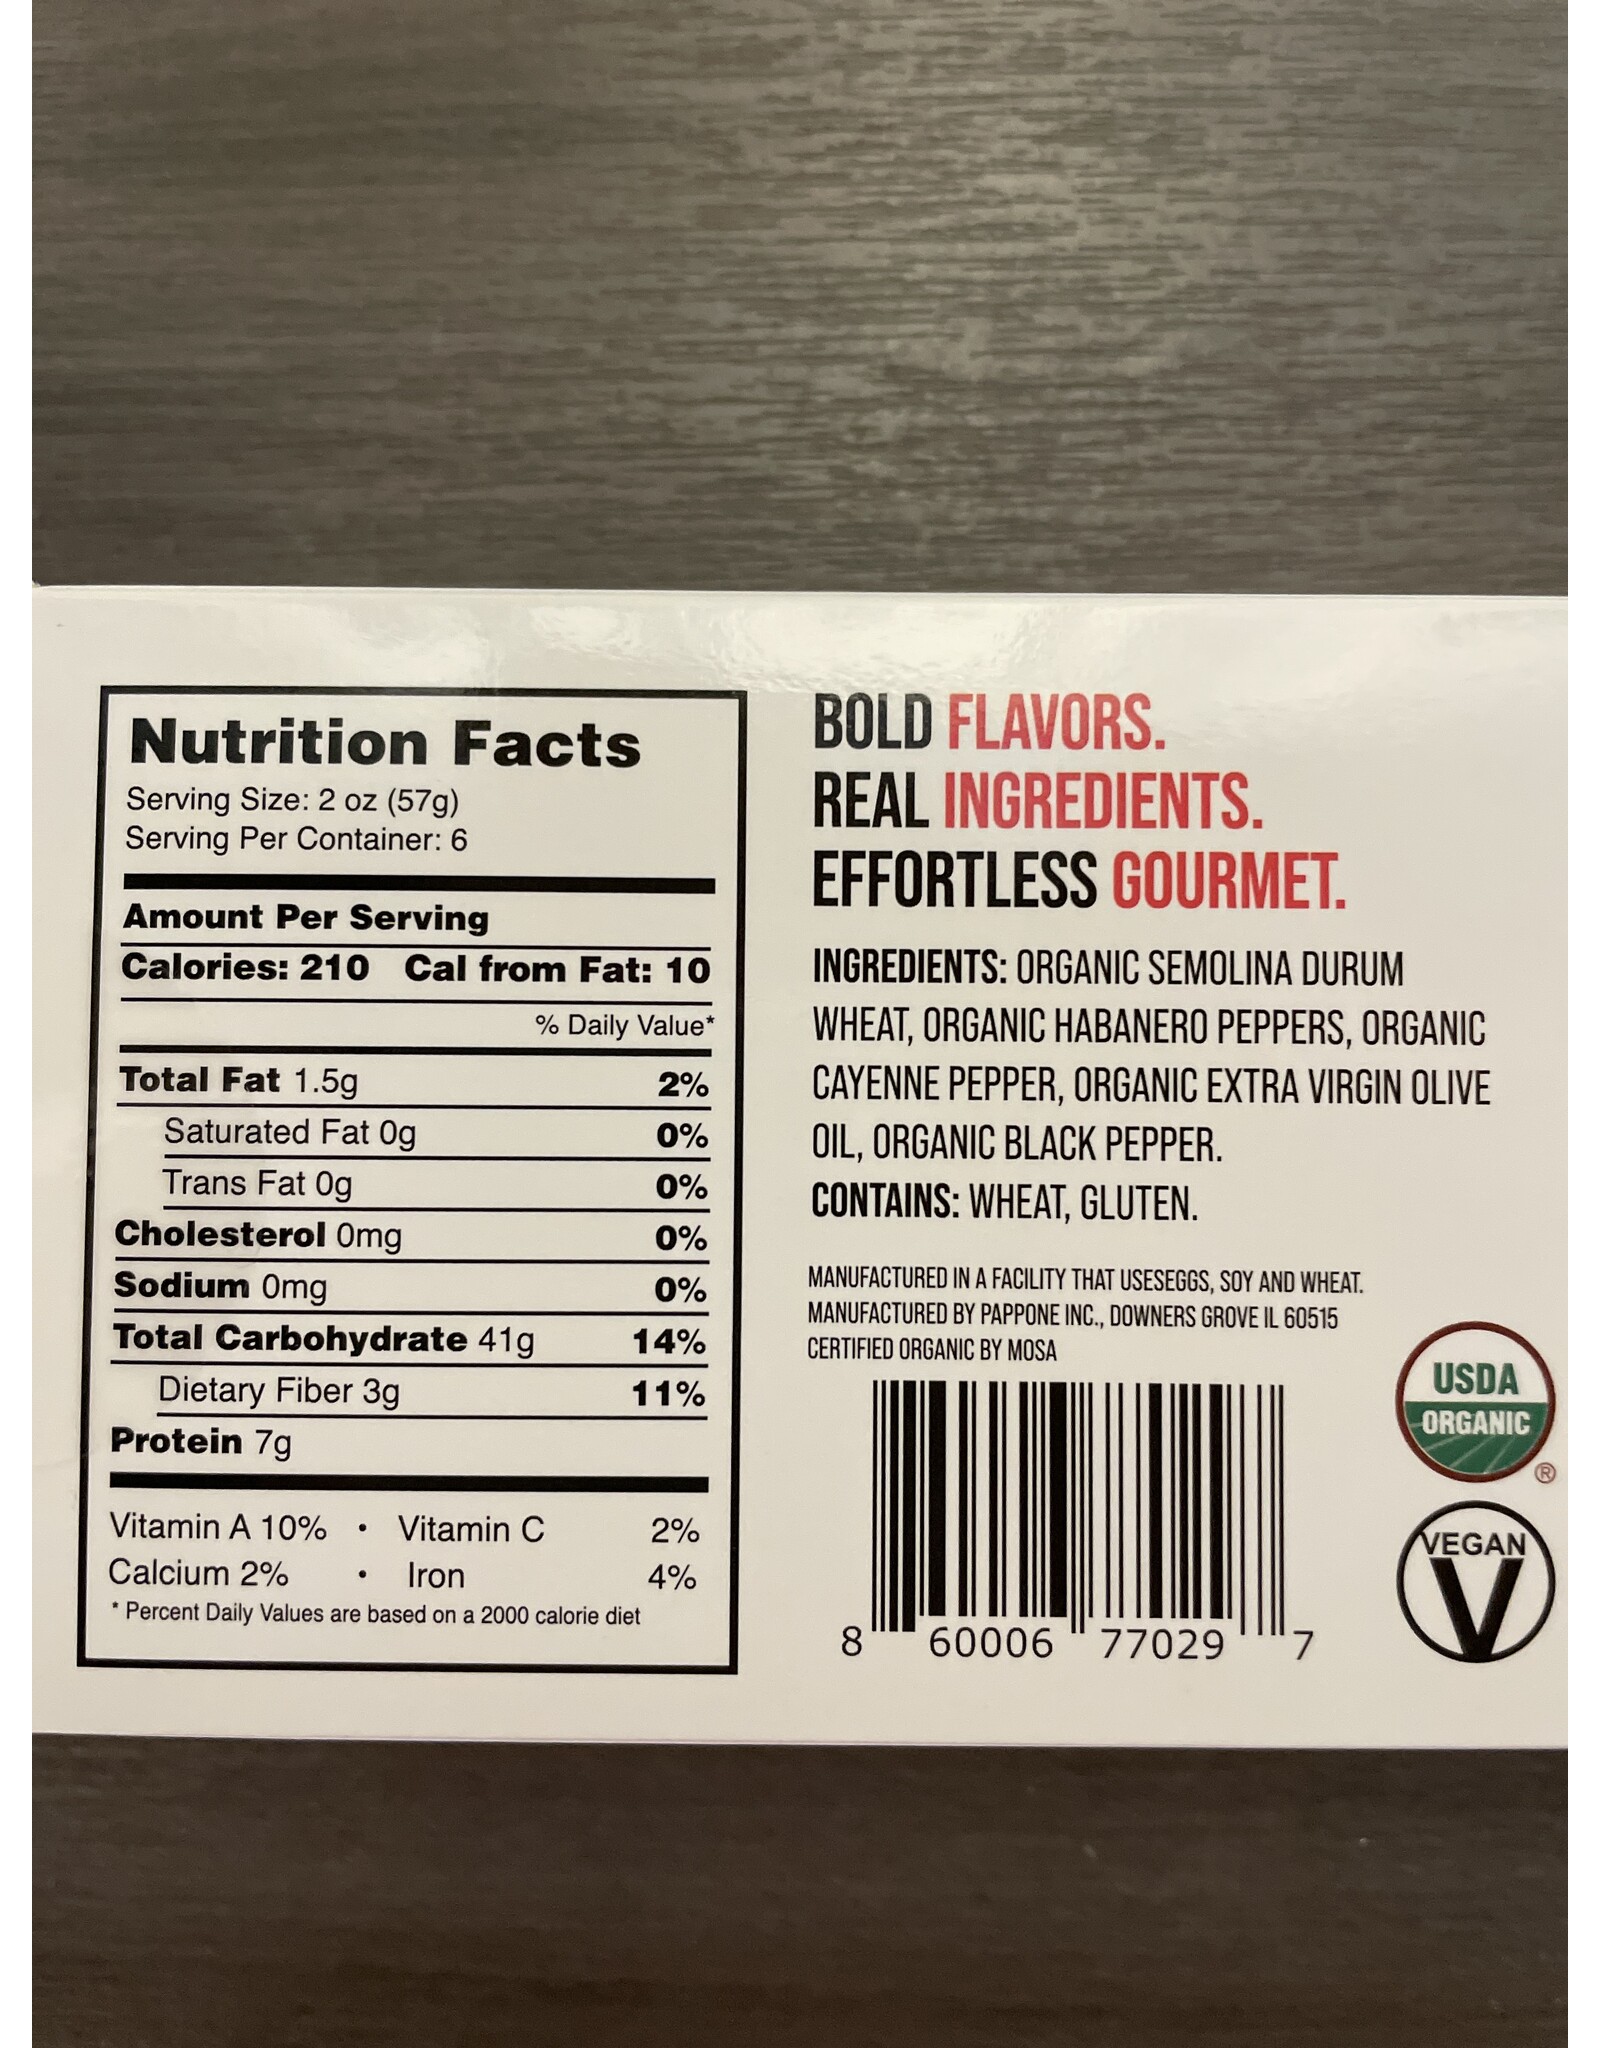 Nutrition Facts
Serving Size: 2 oz (57g)
Serving Per Container: 6
Amount Per Serving
Calories: 210 Cal from Fat: 10
% Daily Value*
Total Fat 1.5g 2%
Saturated Fat 0g 0%
Trans Fat 0g 0%
Cholesterol 0mg 0%
Sodium 0mg 0%
Total Carbohydrate 41g 14%
Dietary Fiber 3g 11%
Protein 7g
Vitamin A 10% • Vitamin C 2%
Calcium 2% • Iron 4%
* Percent Daily Values are based on a 2000 calorie diet
BOLD FLAVORS.
REAL INGREDIENTS.
EFFORTLESS GOURMET.
INGREDIENTS: ORGANIC SEMOLINA DURUM
WHEAT, ORGANIC HABANERO PEPPERS, ORGANIC
CAYENNE PEPPER, ORGANIC EXTRA VIRGIN OLIVE
OIL, ORGANIC BLACK PEPPER.
CONTAINS: WHEAT, GLUTEN.
MANUFACTURED IN A FACILITY THAT USESEGGS, SOY AND WHEAT.
MANUFACTURED BY PAPPONE INC., DOWNERS GROVE IL 60515
CERTIFIED ORGANIC BY MOSA
8 60006 77029 7
USDA
ORGANIC
®
VEGAN
V